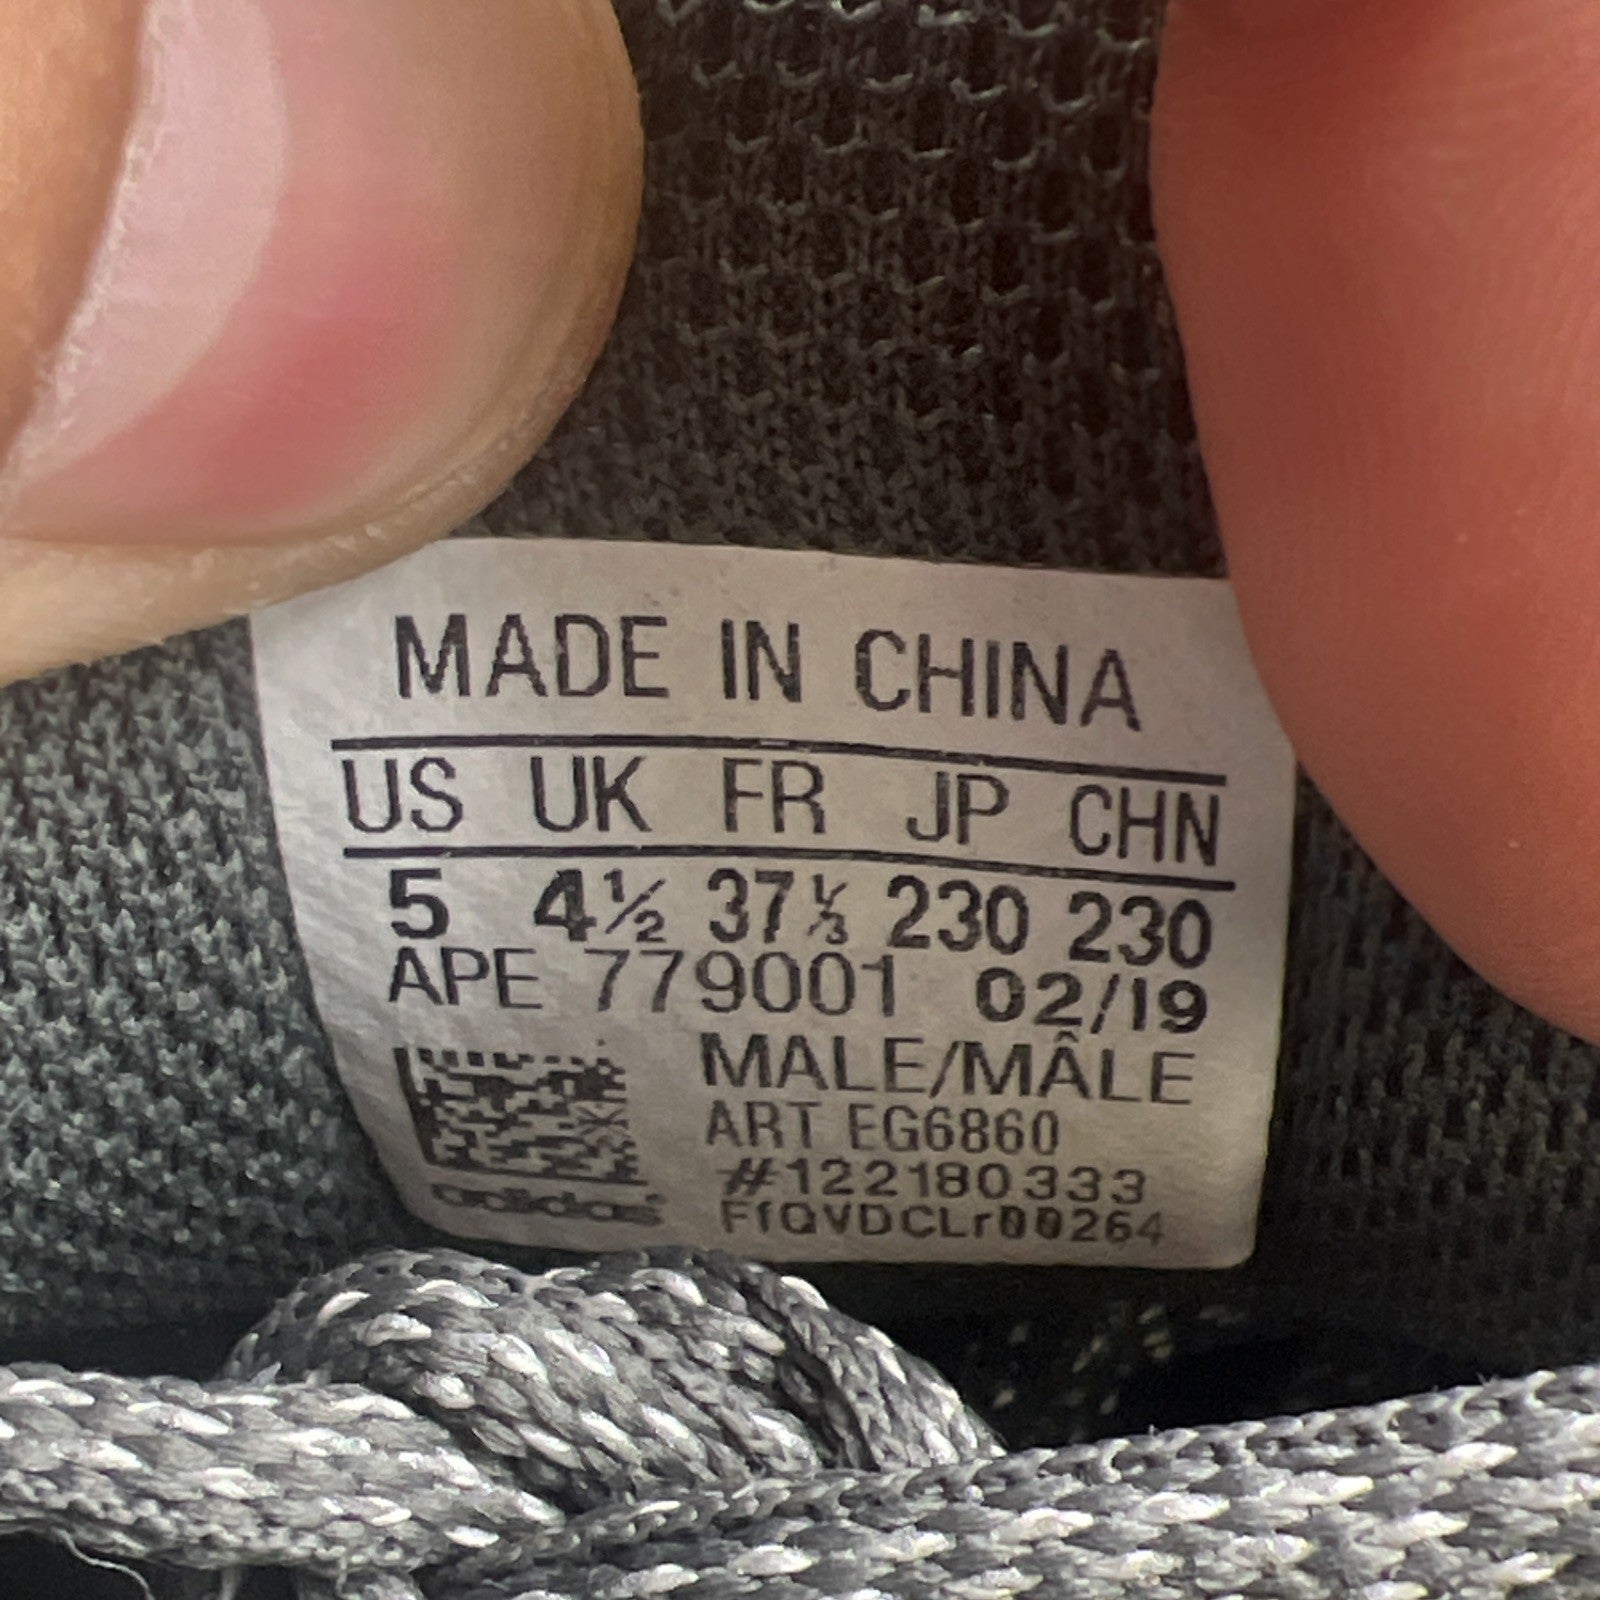 MADE IN CHINA
US UK FR JP CHN
5 4½ 37⅓ 230 230
APE 779001 02/19
MALE/MÂLE
ART EG6860
#122180333
FfQVDCLr00264
adidas